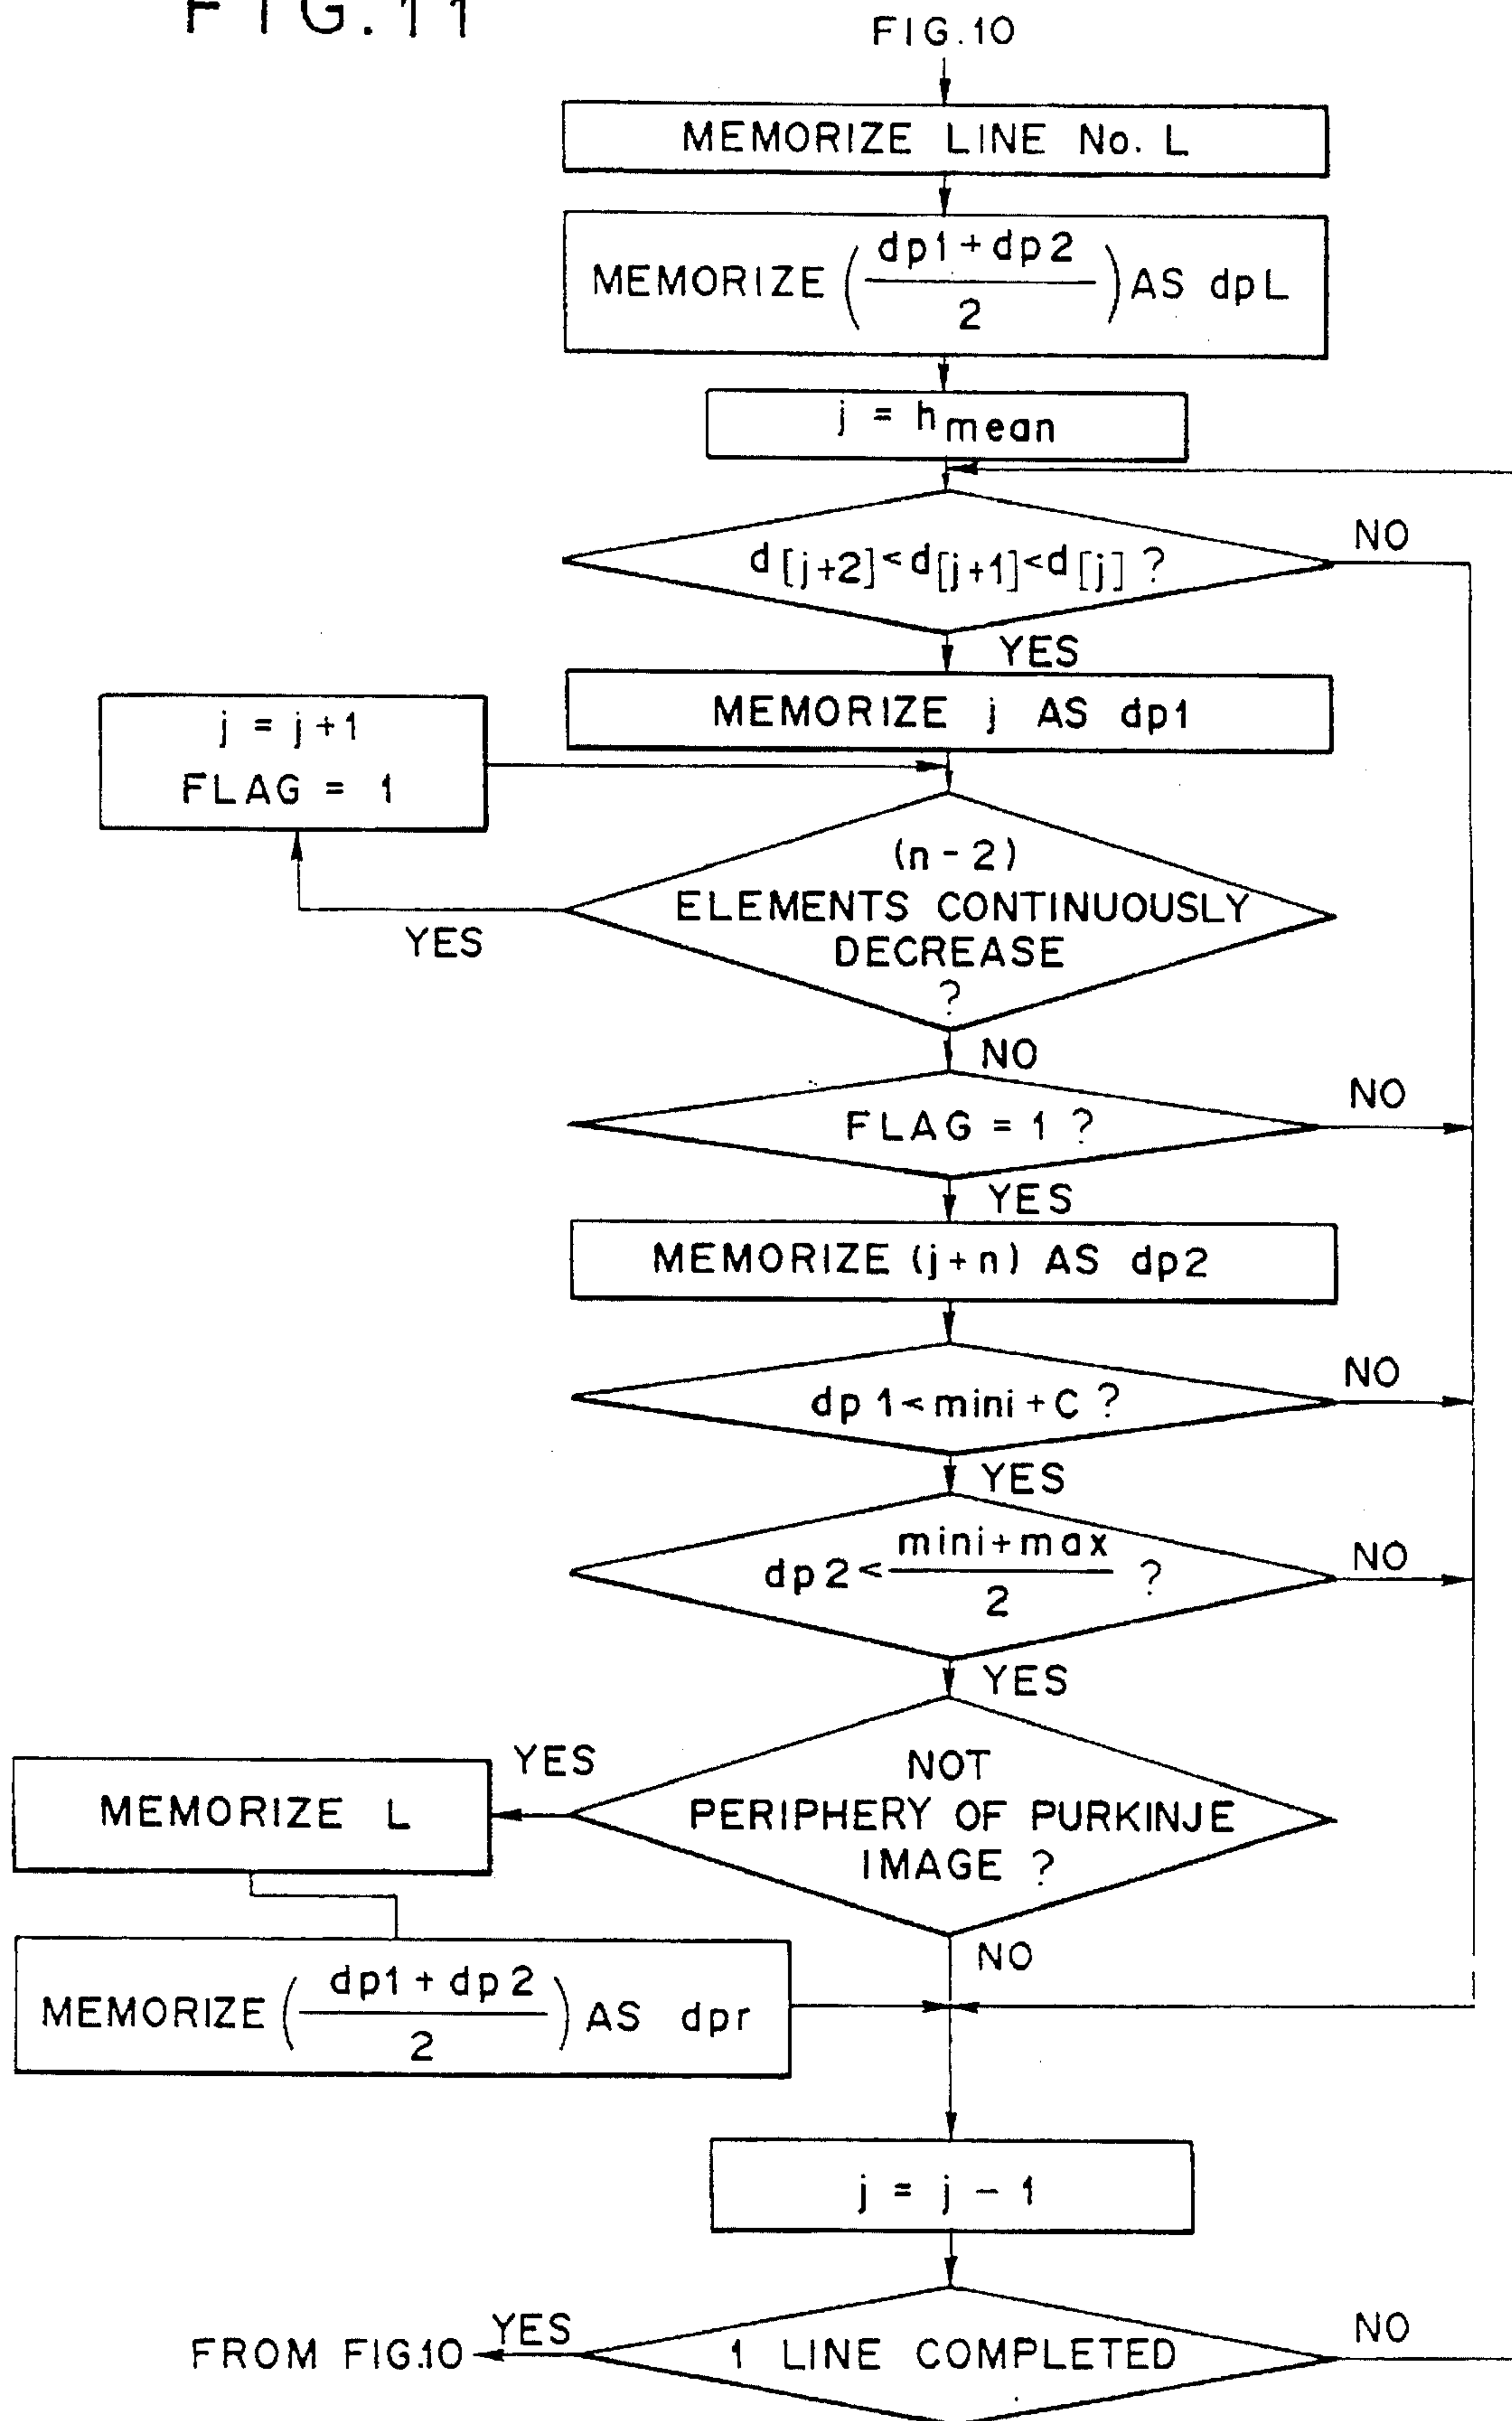 FIG.11
FIG.10
MEMORIZE LINE No. L
MEMORIZE (dp1+dp2 / 2) AS dpL
j = hmean
d[j+2]<d[j+1]<d[j] ?
NO
YES
MEMORIZE j AS dp1
j = j+1
FLAG = 1
(n-2)
ELEMENTS CONTINUOUSLY
DECREASE
?
YES
NO
FLAG = 1 ?
NO
YES
MEMORIZE (j+n) AS dp2
dp1<mini+C ?
NO
YES
dp2< mini+max / 2 ?
NO
YES
NOT
PERIPHERY OF PURKINJE
IMAGE ?
YES
MEMORIZE L
NO
MEMORIZE (dp1+dp2 / 2) AS dpr
j = j - 1
1 LINE COMPLETED
YES
FROM FIG.10
NO